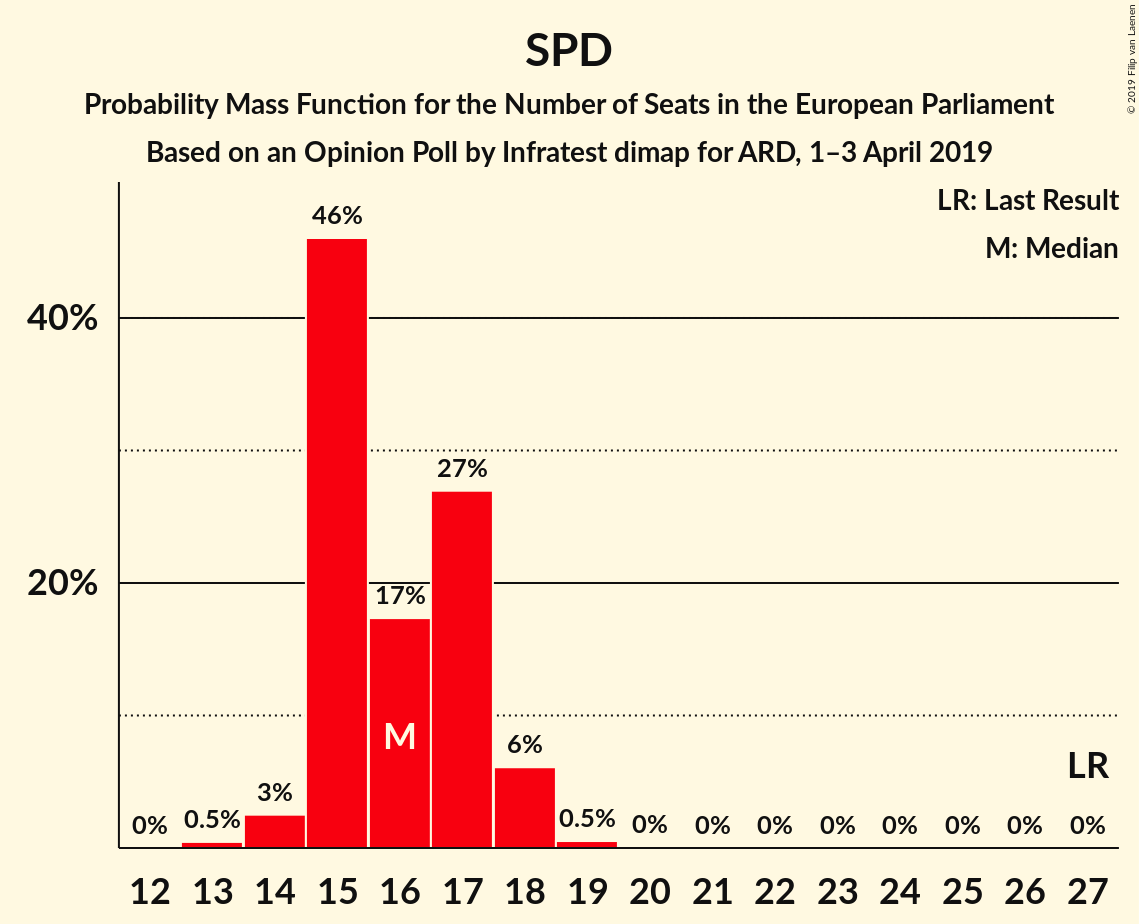 SPD
Probability Mass Function for the Number of Seats in the European Parliament
Based on an Opinion Poll by Infratest dimap for ARD, 1–3 April 2019
© 2019 Filip van Laenen
LR: Last Result
M: Median
40%
20%
0%
0.5%
3%
46%
17%
27%
6%
0.5%
0%
0%
0%
0%
0%
0%
0%
0%
M
LR
12 13 14 15 16 17 18 19 20 21 22 23 24 25 26 27